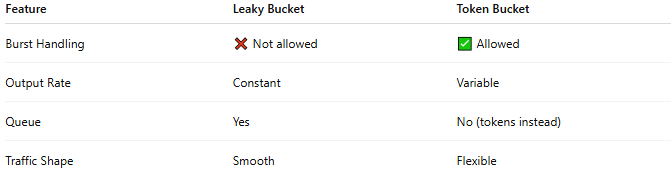 Feature Leaky Bucket Token Bucket
Burst Handling ❌ Not allowed ✅ Allowed
Output Rate Constant Variable
Queue Yes No (tokens instead)
Traffic Shape Smooth Flexible